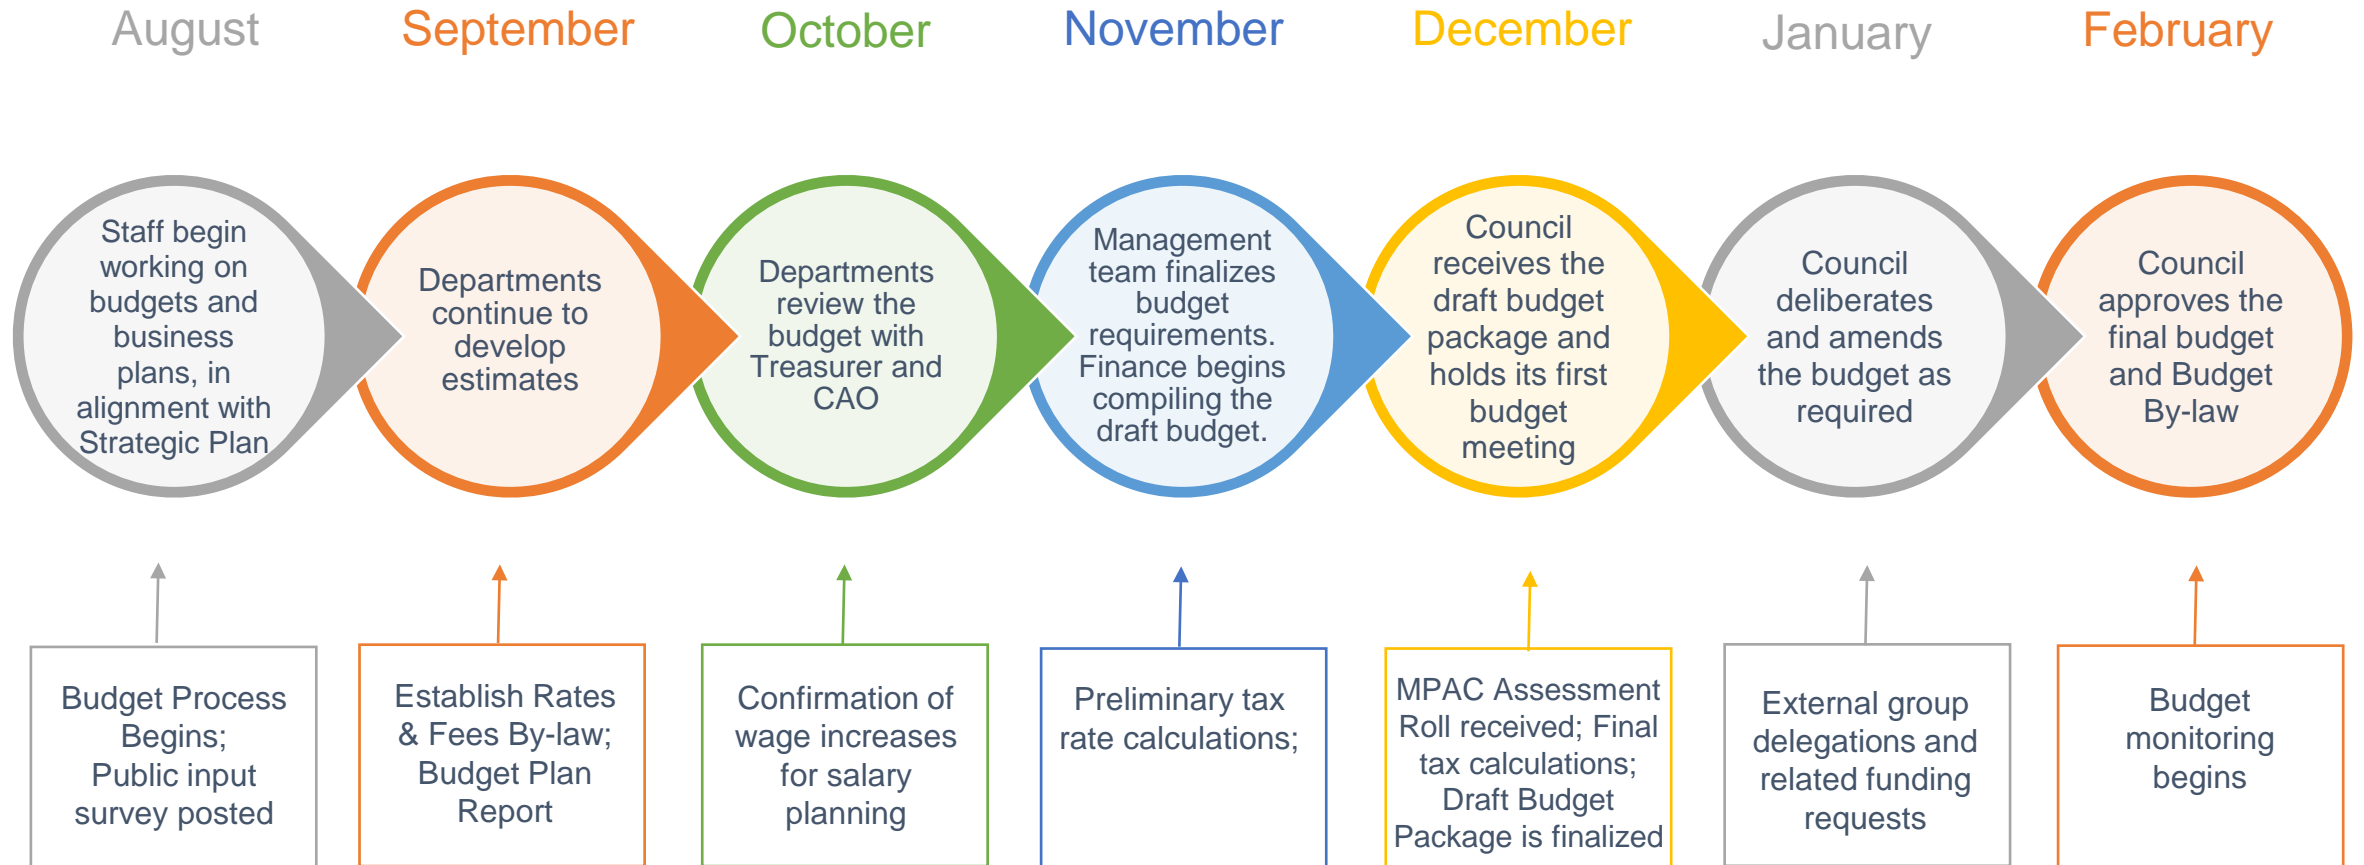 August
September
October
November
December
January
February
Staff begin
working on
budgets and
business
plans, in
alignment with
Strategic Plan
Departments
continue to
develop
estimates
Departments
review the
budget with
Treasurer and
CAO
Management
team finalizes
budget
requirements.
Finance begins
compiling the
draft budget.
Council
receives the
draft budget
package and
holds its first
budget
meeting
Council
deliberates
and amends
the budget as
required
Council
approves the
final budget
and Budget
By-law
Budget Process
Begins;
Public input
survey posted
Establish Rates
& Fees By-law;
Budget Plan
Report
Confirmation of
wage increases
for salary
planning
Preliminary tax
rate calculations;
MPAC Assessment
Roll received; Final
tax calculations;
Draft Budget
Package is finalized
External group
delegations and
related funding
requests
Budget
monitoring
begins